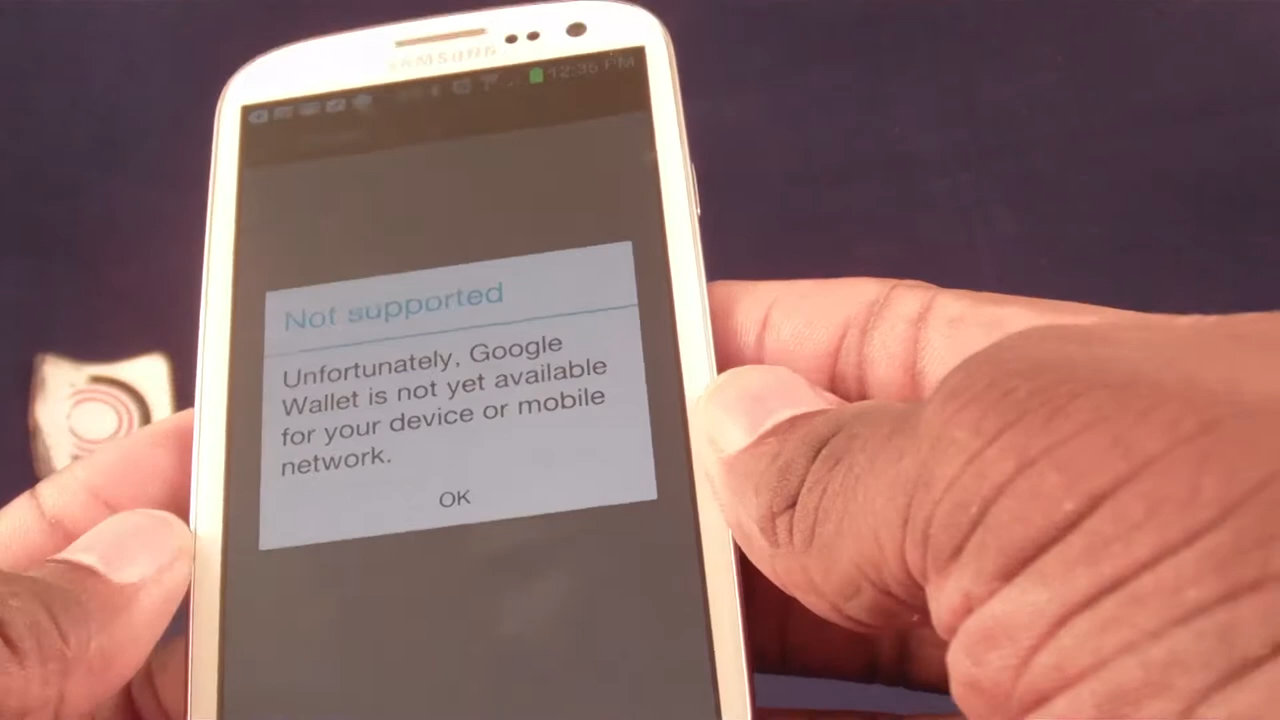 SAMSUNG
12:35 PM
Not supported
Unfortunately, Google
Wallet is not yet available
for your device or mobile
network.
OK